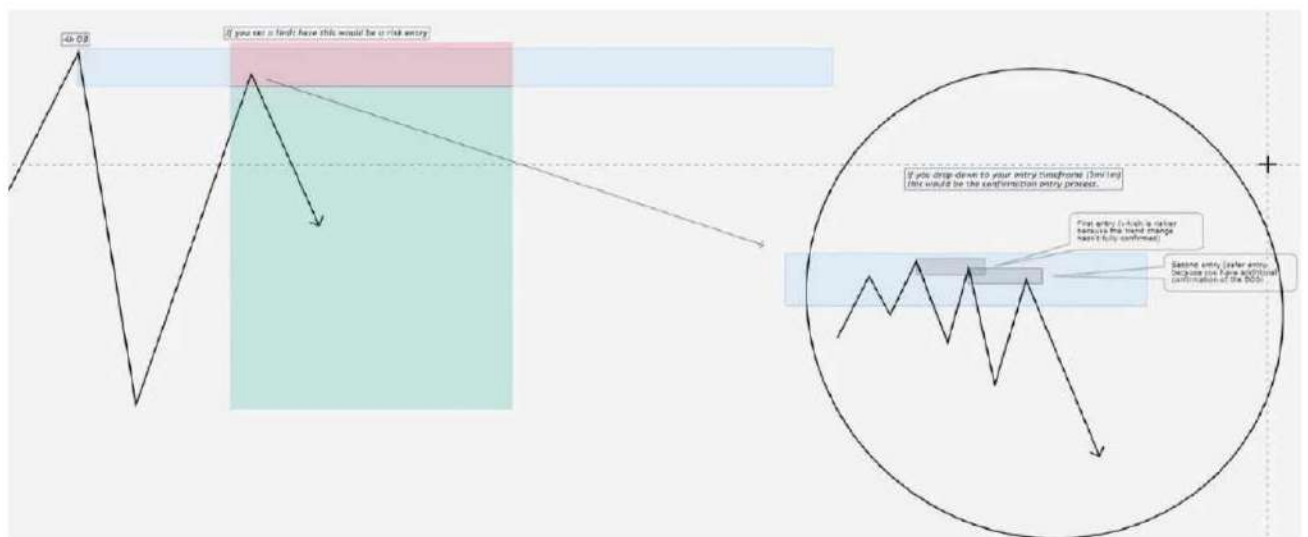 4h OB
If you set a limit here this would be a risk entry
If you drop down to your entry timeframe (5m/1m)
this would be the confirmation entry process.
First entry (which is riskier
because the trend change
hasn't fully confirmed)
Second entry (safer entry
because you have additional
confirmation of the BOS)